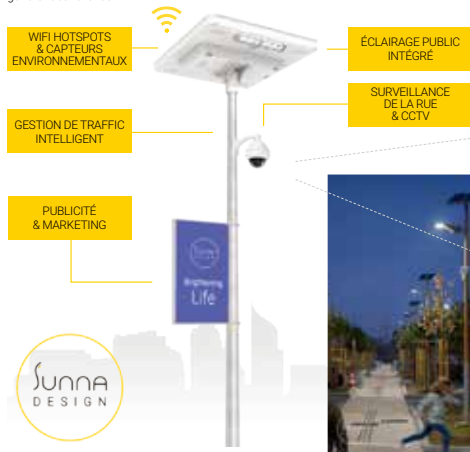 WIFI HOTSPOTS
& CAPTEURS
ENVIRONNEMENTAUX
ÉCLAIRAGE PUBLIC
INTÉGRÉ
SURVEILLANCE
DE LA RUE
& CCTV
GESTION DE TRAFFIC
INTELLIGENT
PUBLICITÉ
& MARKETING
Brightening
Life
SUNNA
DESIGN